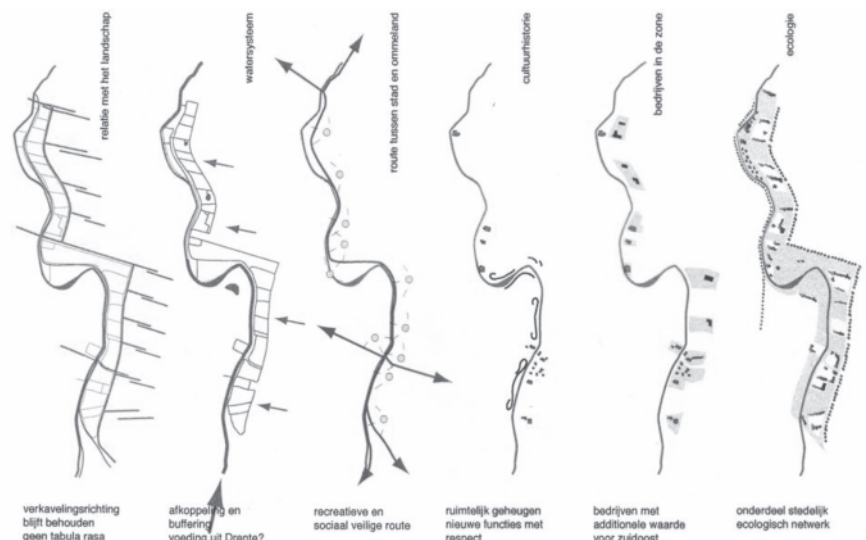 relatie met het landschap
watersysteem
route tussen stad en ommeland
cultuurhistorie
bedrijven in de zone
ecologie
verkavelingsrichting
blijft behouden
geen tabula rasa
afkoppeling en
buffering
voeding uit Drente?
recreatieve en
sociaal veilige route
ruimtelijk geheugen
nieuwe functies met
respect
bedrijven met
additionele waarde
voor zuidoost
onderdeel stedelijk
ecologisch netwerk